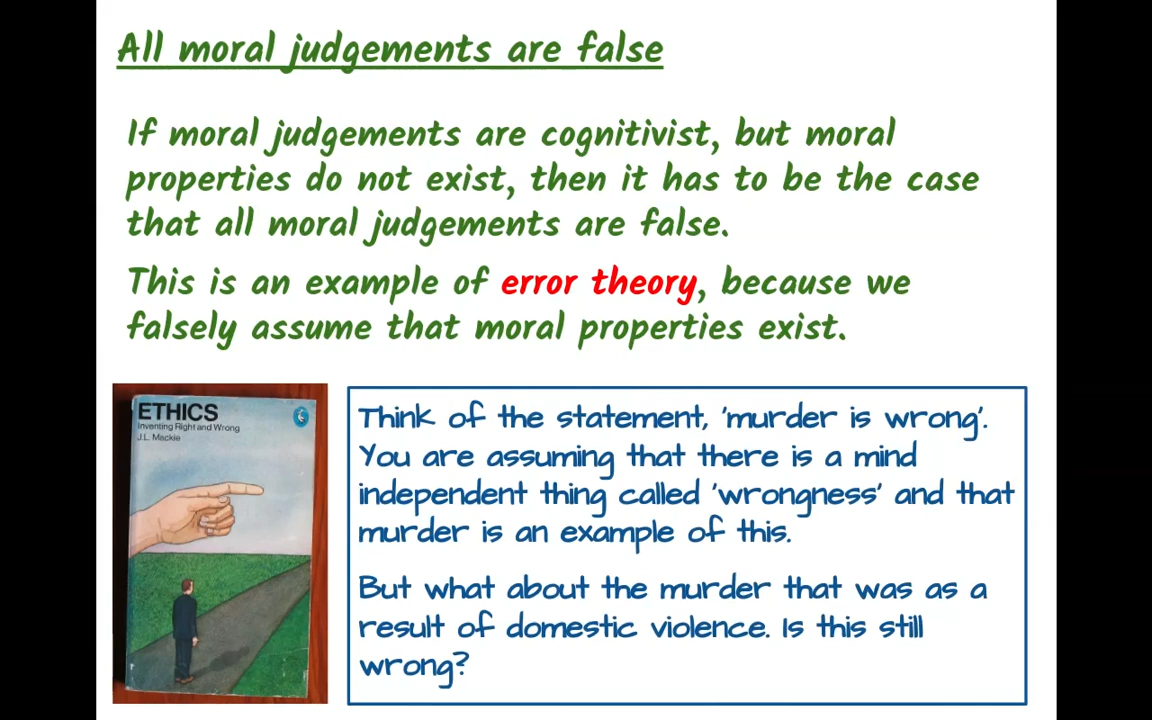 All moral judgements are false
If moral judgements are cognitivist, but moral
properties do not exist, then it has to be the case
that all moral judgements are false.
This is an example of error theory, because we
falsely assume that moral properties exist.
ETHICS
Inventing Right and Wrong
J.L. Mackie
Think of the statement, 'murder is wrong'.
You are assuming that there is a mind
independent thing called 'wrongness' and that
murder is an example of this.
But what about the murder that was as a
result of domestic violence. Is this still
wrong?